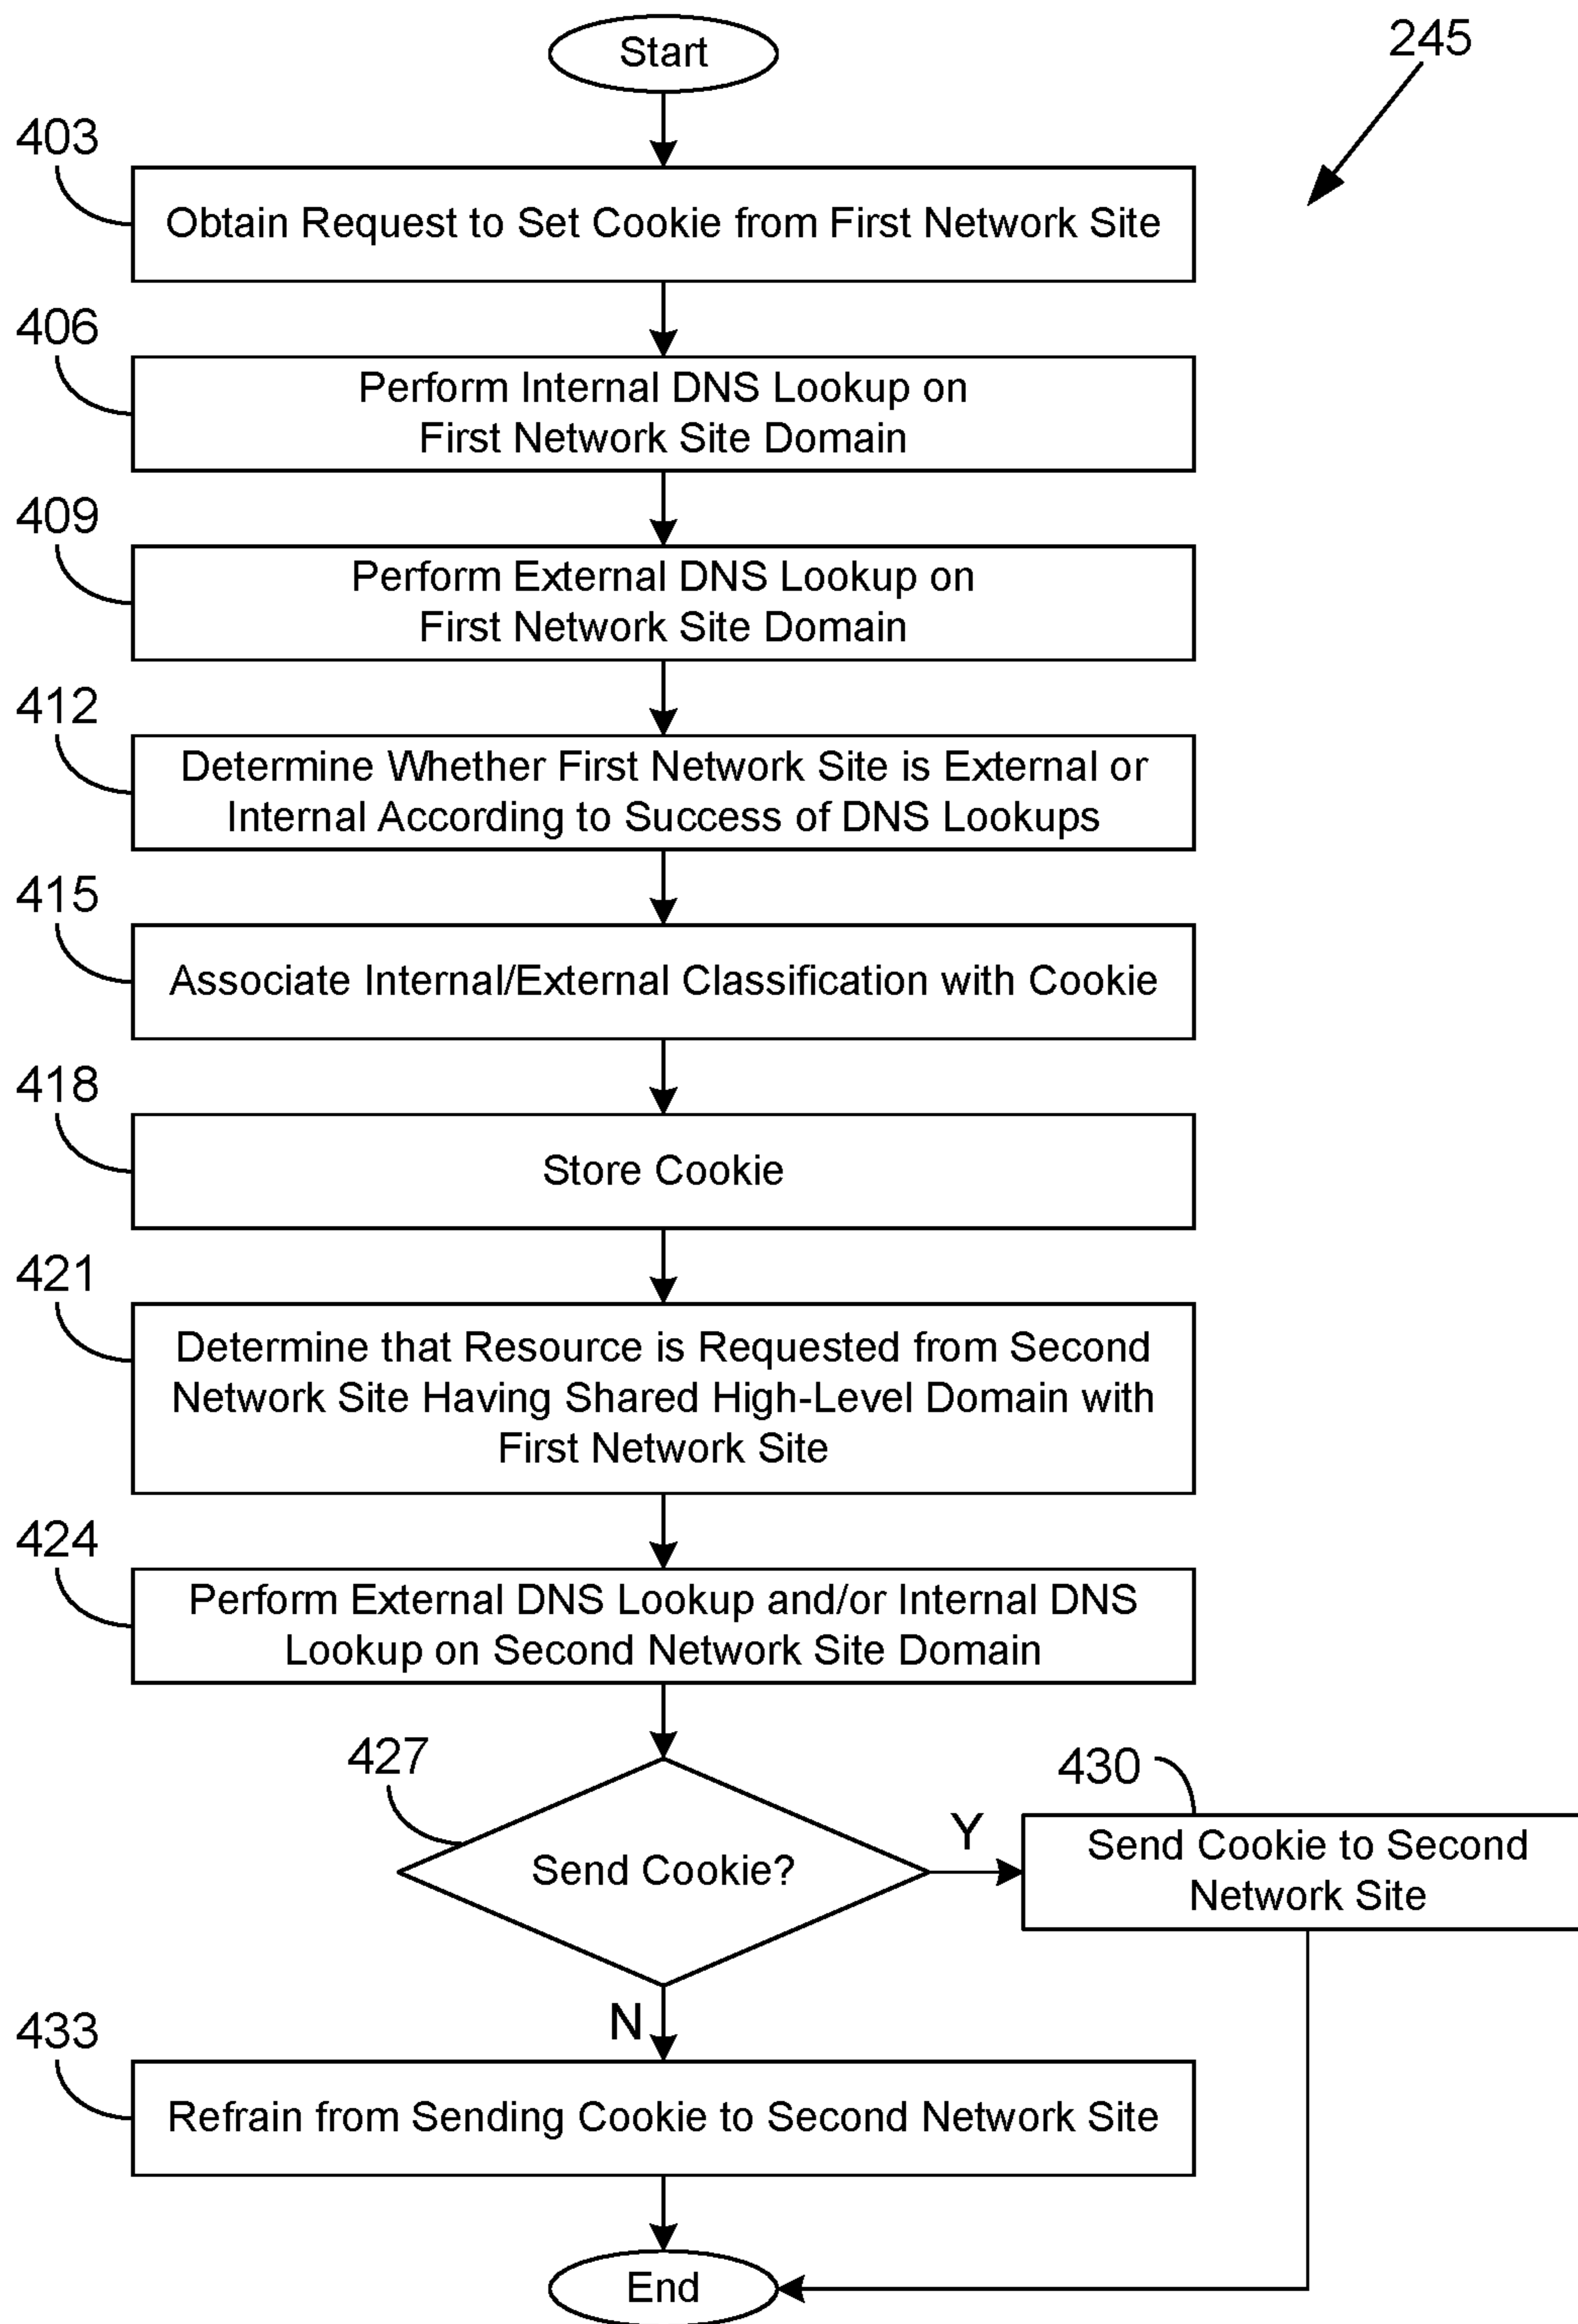 Start
245
403
Obtain Request to Set Cookie from First Network Site
406
Perform Internal DNS Lookup on
First Network Site Domain
409
Perform External DNS Lookup on
First Network Site Domain
412
Determine Whether First Network Site is External or
Internal According to Success of DNS Lookups
415
Associate Internal/External Classification with Cookie
418
Store Cookie
421
Determine that Resource is Requested from Second
Network Site Having Shared High-Level Domain with
First Network Site
424
Perform External DNS Lookup and/or Internal DNS
Lookup on Second Network Site Domain
427
Send Cookie?
Y
430
Send Cookie to Second
Network Site
N
433
Refrain from Sending Cookie to Second Network Site
End